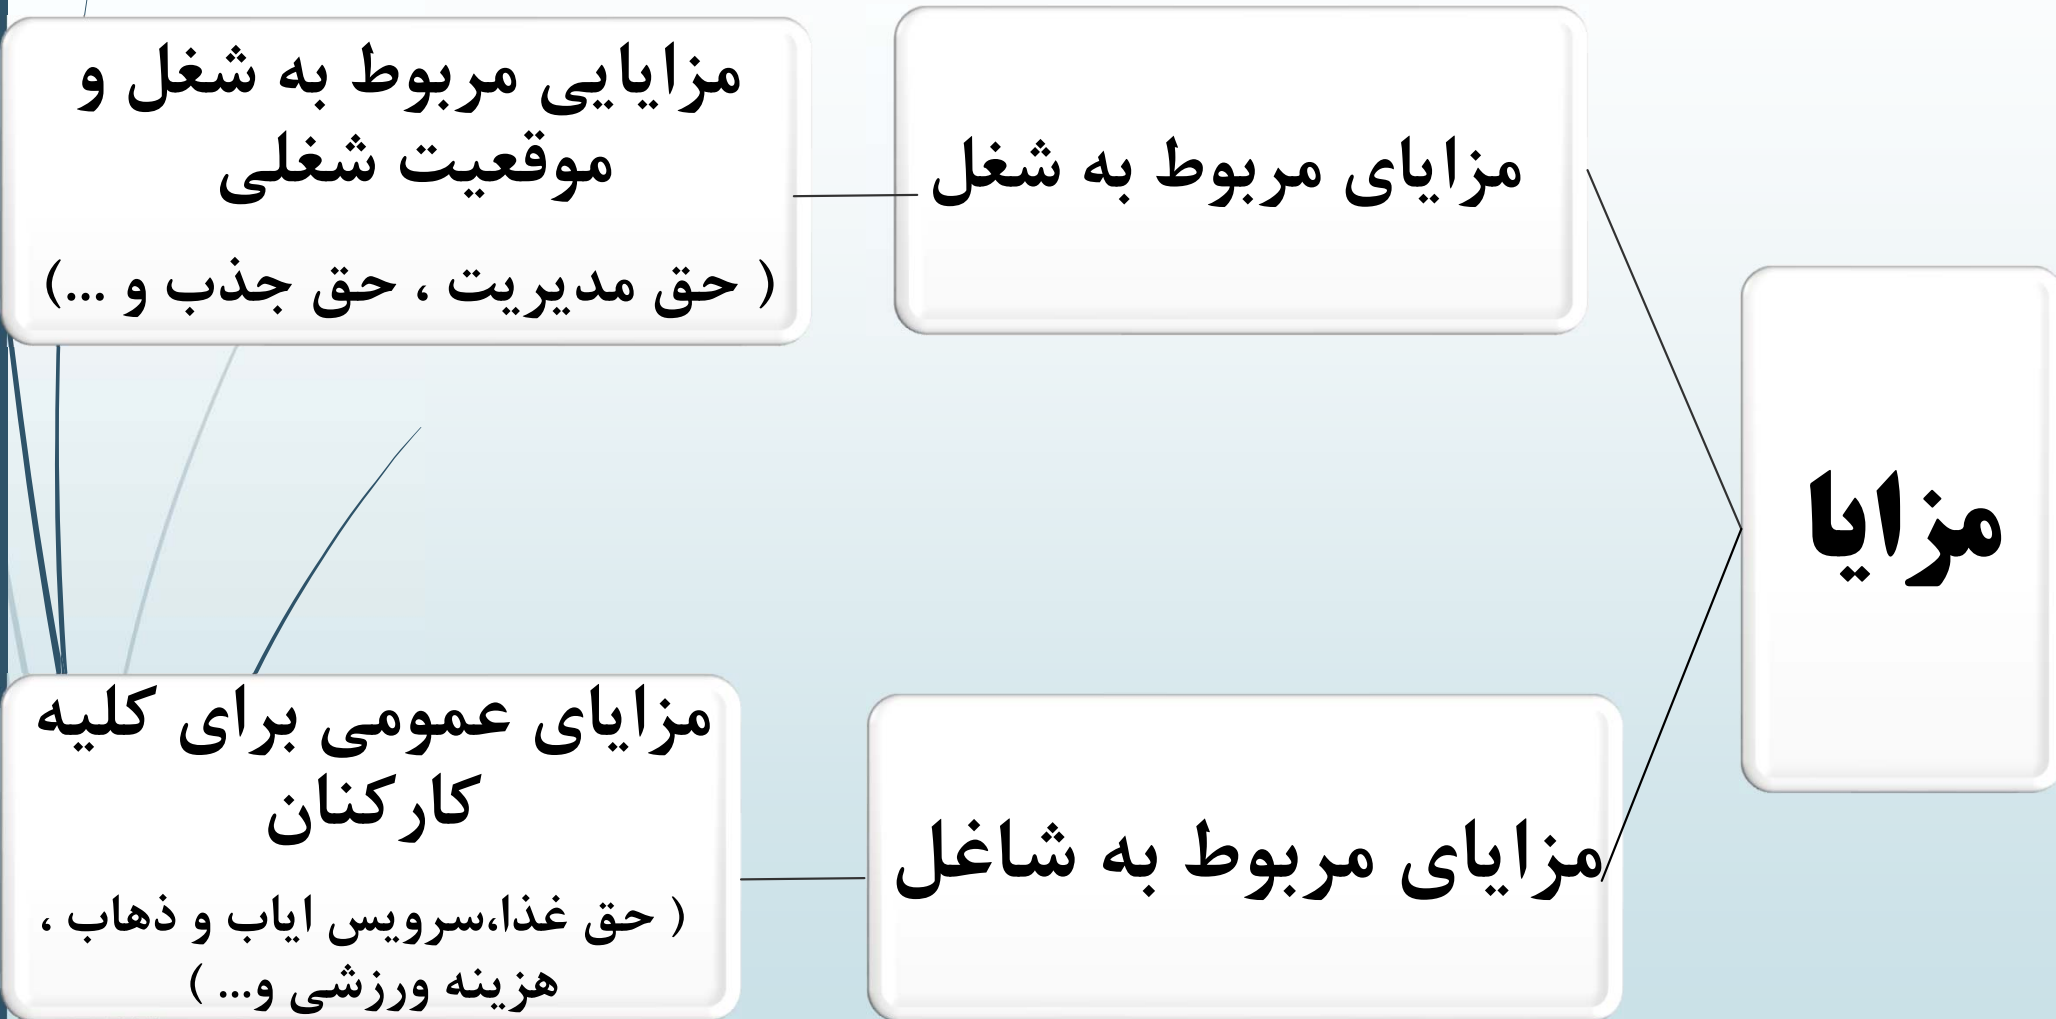 مزایا
مزایای مربوط به شغل
مزایایی مربوط به شغل و
موقعیت شغلی
( حق مدیریت ، حق جذب و ...)
مزایای مربوط به شاغل
مزایای عمومی برای کلیه
کارکنان
( حق غذا،سرویس ایاب و ذهاب ،
هزینه ورزشی و... )